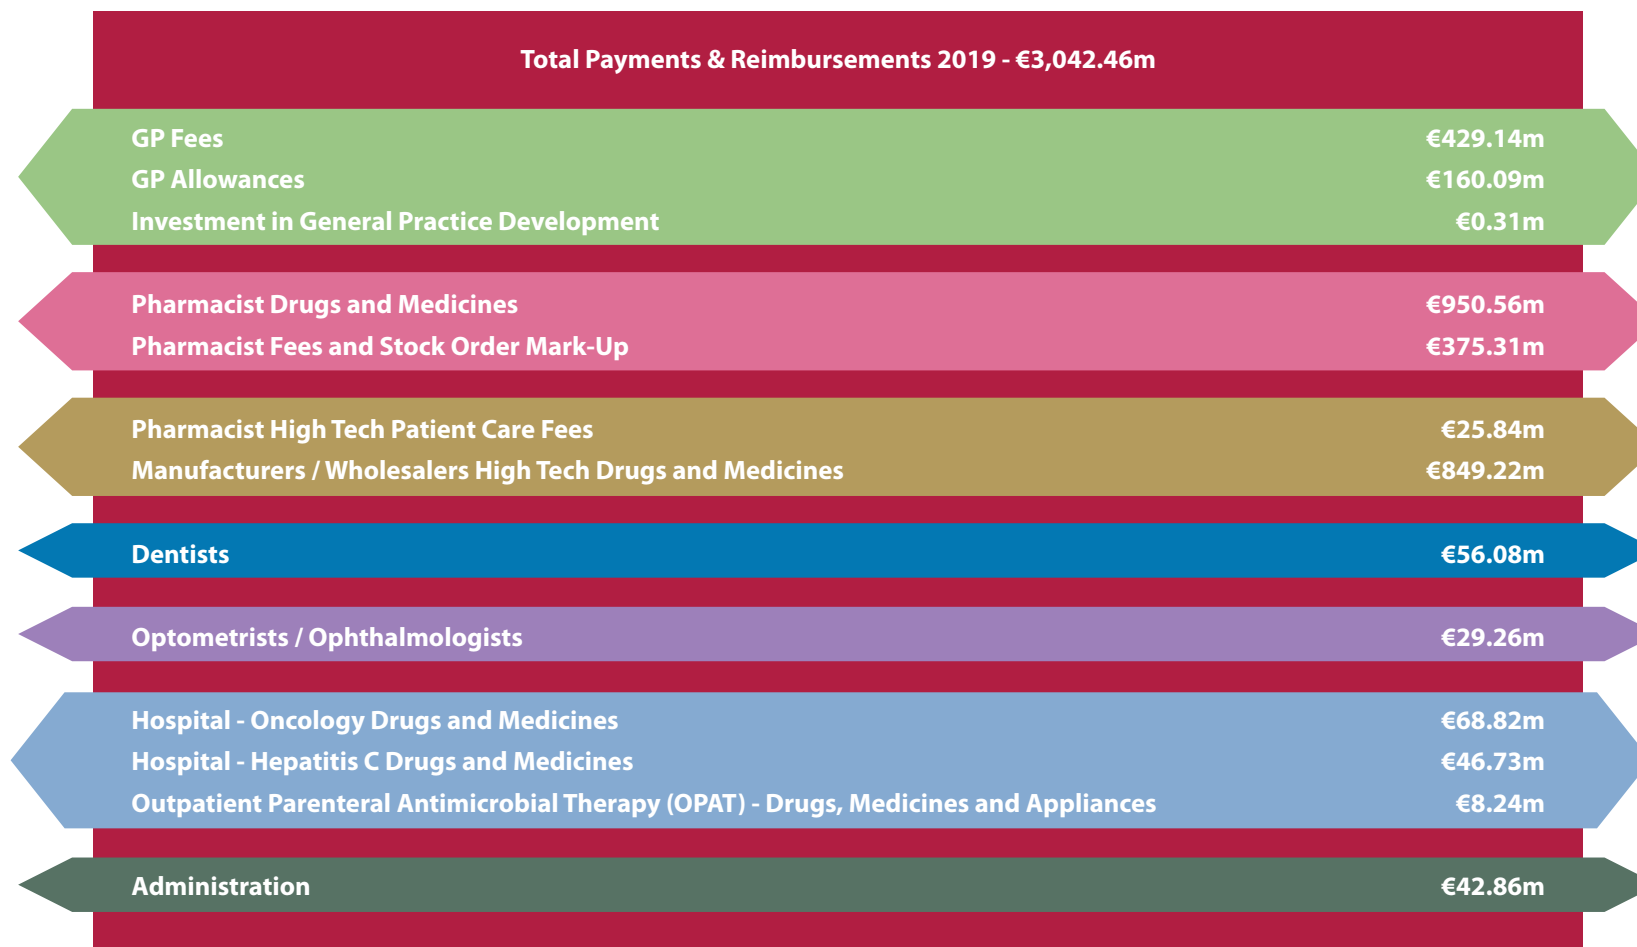 Total Payments & Reimbursements 2019 - €3,042.46m
GP Fees €429.14m
GP Allowances €160.09m
Investment in General Practice Development €0.31m
Pharmacist Drugs and Medicines €950.56m
Pharmacist Fees and Stock Order Mark-Up €375.31m
Pharmacist High Tech Patient Care Fees €25.84m
Manufacturers / Wholesalers High Tech Drugs and Medicines €849.22m
Dentists €56.08m
Optometrists / Ophthalmologists €29.26m
Hospital - Oncology Drugs and Medicines €68.82m
Hospital - Hepatitis C Drugs and Medicines €46.73m
Outpatient Parenteral Antimicrobial Therapy (OPAT) - Drugs, Medicines and Appliances €8.24m
Administration €42.86m